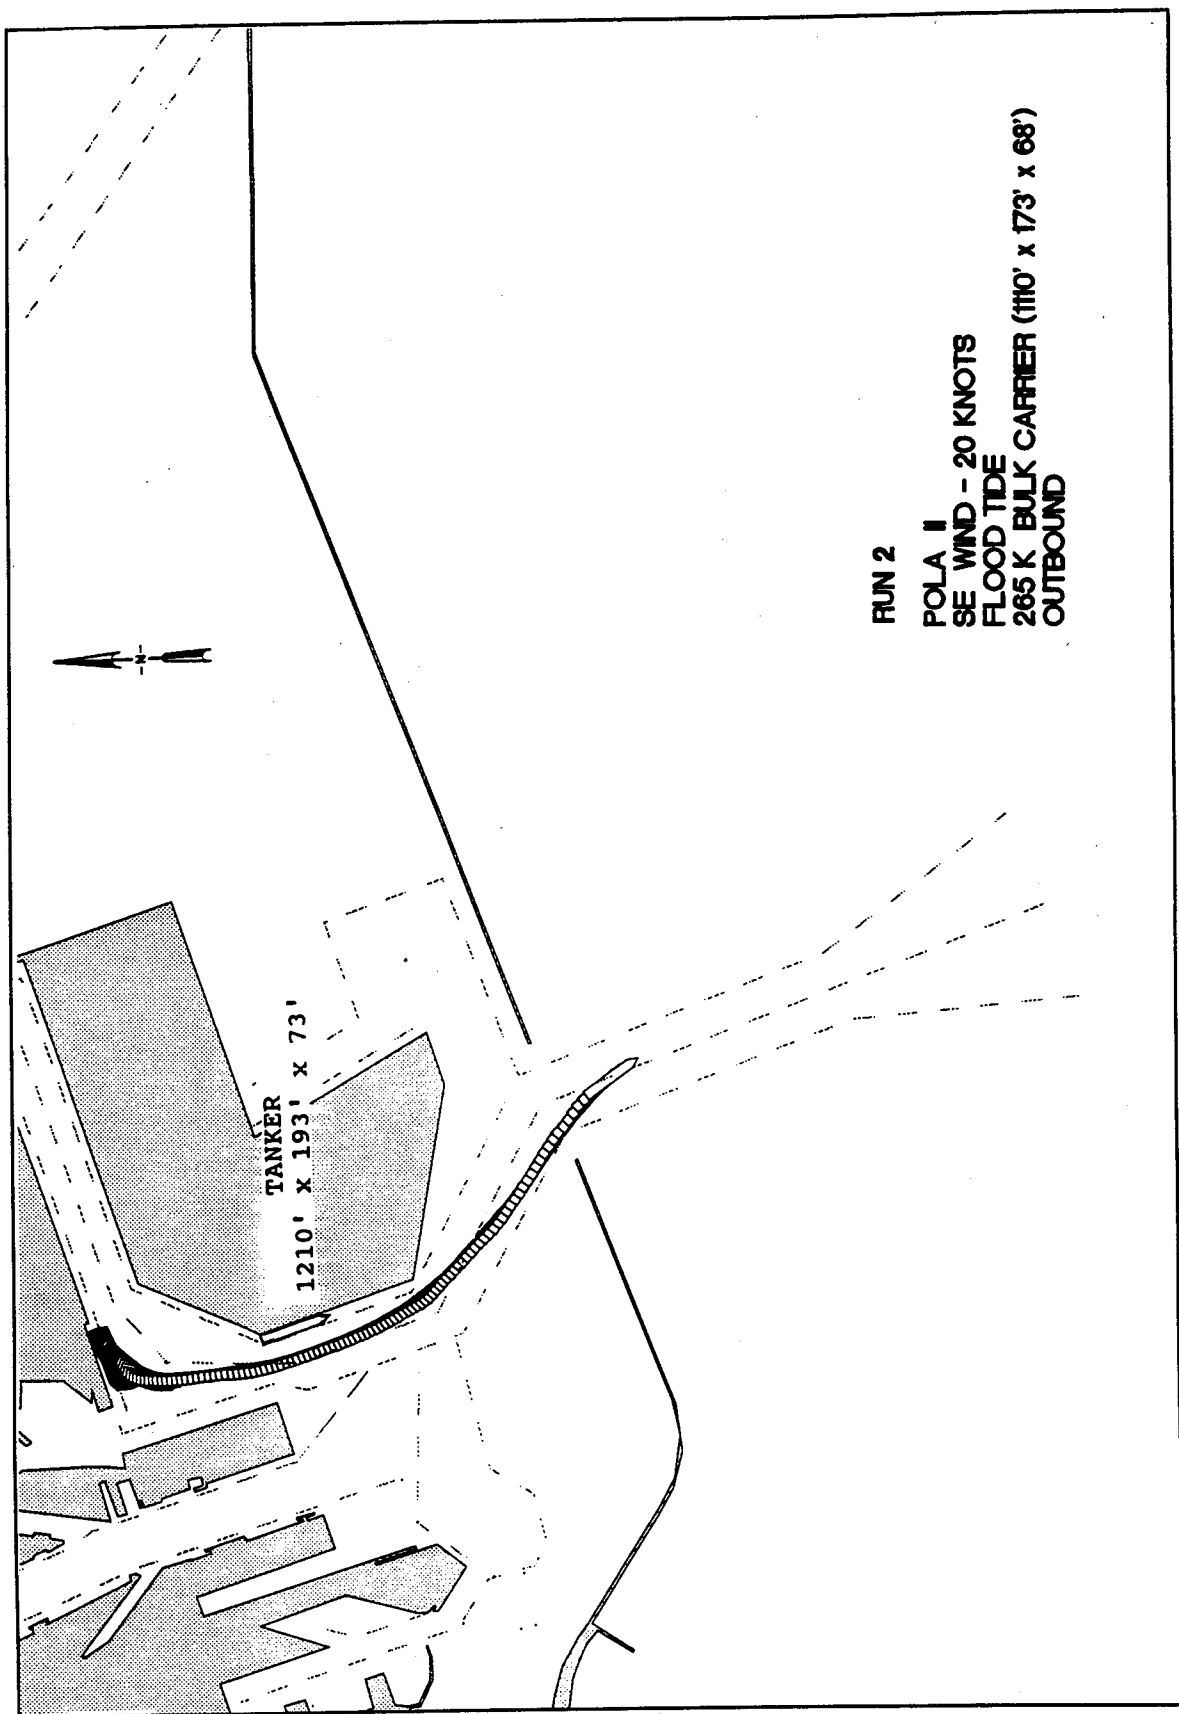 -N-
TANKER
1210' x 193' x 73'
RUN 2
POLA II
SE WIND - 20 KNOTS
FLOOD TIDE
265 K BULK CARRIER (1110' x 173' x 68')
OUTBOUND